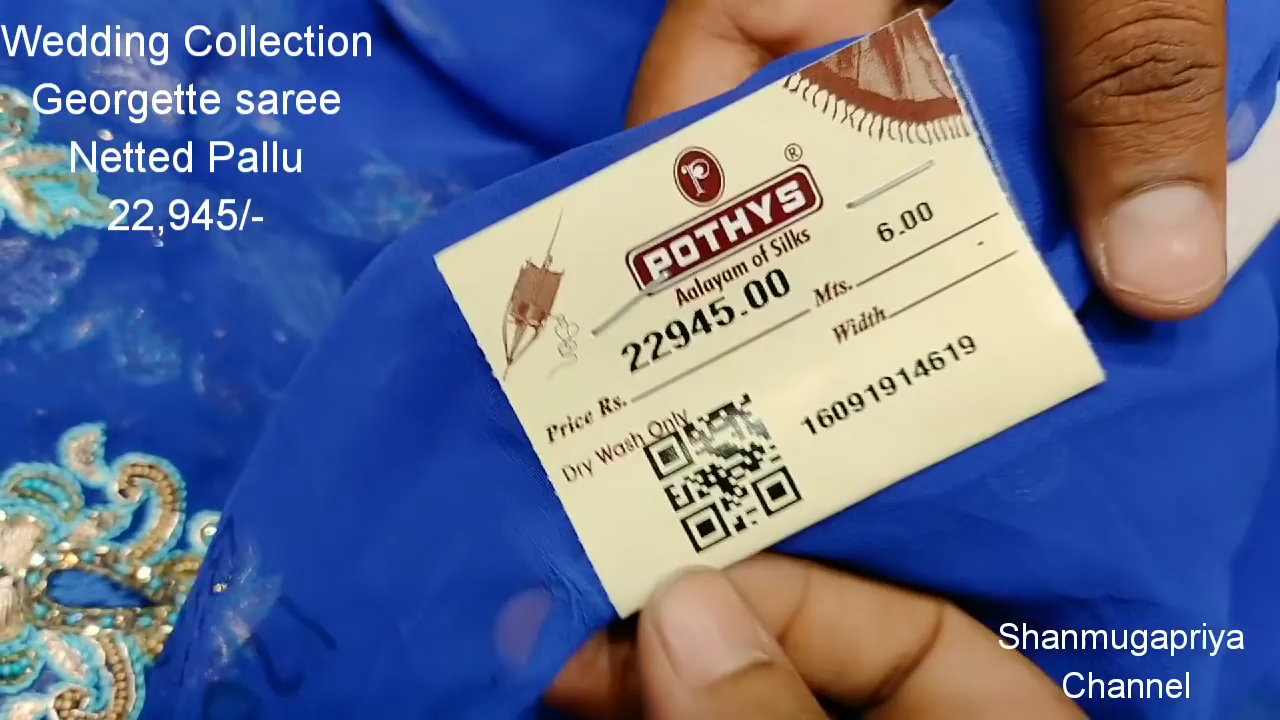 Wedding Collection
Georgette saree
Netted Pallu
22,945/-
P
®
POTHYS
Aalayam of Silks
22945.00
Price Rs.
6.00
Mts.
-
Width
Dry Wash Only
16091914619
Shanmugapriya
Channel